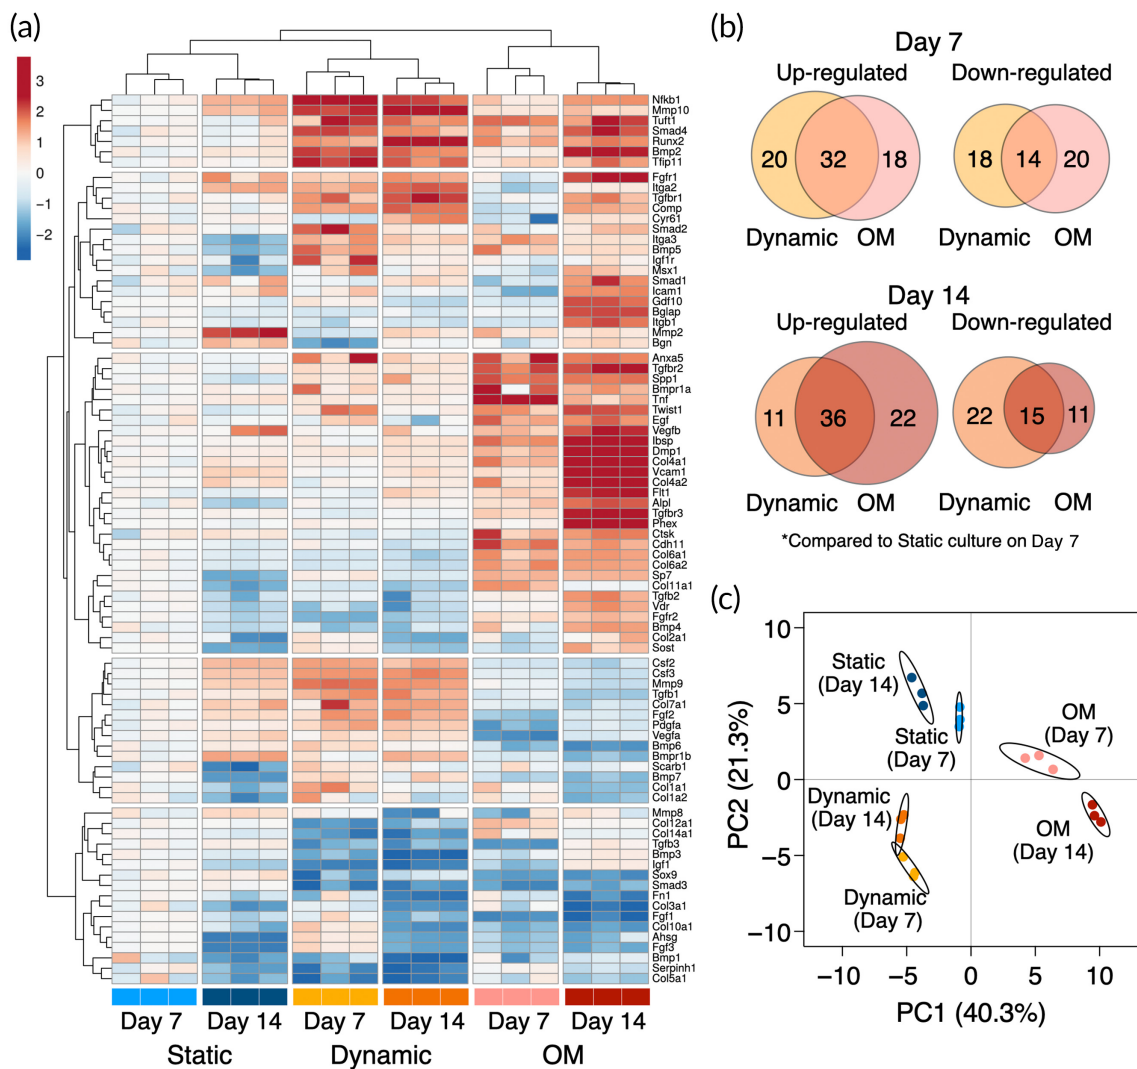 (a)
3
2
1
0
−1
−2
Nfkb1
Mmp10
Tuft1
Smad4
Runx2
Bmp2
Tfip11
Fgfr1
Itga2
Tgfbr1
Comp
Cyr61
Smad2
Itga3
Bmp5
Igf1r
Msx1
Smad1
Icam1
Gdf10
Bglap
Itgb1
Mmp2
Bgn
Anxa5
Tgfbr2
Spp1
Bmpr1a
Tnf
Twist1
Egf
Vegfb
Ibsp
Dmp1
Col4a1
Vcam1
Col4a2
Flt1
Alpl
Tgfbr3
Phex
Ctsk
Cdh11
Col6a1
Col6a2
Sp7
Col11a1
Tgfb2
Vdr
Fgfr2
Bmp4
Col2a1
Sost
Csf2
Csf3
Mmp9
Tgfb1
Col7a1
Fgf2
Pdgfa
Vegfa
Bmp6
Bmpr1b
Scarb1
Bmp7
Col1a1
Col1a2
Mmp8
Col12a1
Col14a1
Tgfb3
Bmp3
Igf1
Sox9
Smad3
Fn1
Col3a1
Fgf1
Col10a1
Ahsg
Fgf3
Bmp1
Serpinh1
Col5a1
Day 7 Day 14 Day 7 Day 14 Day 7 Day 14
Static Dynamic OM
(b)
Day 7
Up-regulated Down-regulated
20 32 18 18 14 20
Dynamic OM Dynamic OM
Day 14
Up-regulated Down-regulated
11 36 22 22 15 11
Dynamic OM Dynamic OM
*Compared to Static culture on Day 7
(c)
PC2 (21.3%)
10
5
0
−5
−10
Static
(Day 14)
Static
(Day 7)
OM
(Day 7)
Dynamic
(Day 14)
OM
(Day 14)
Dynamic
(Day 7)
−10 −5 0 5 10
PC1 (40.3%)